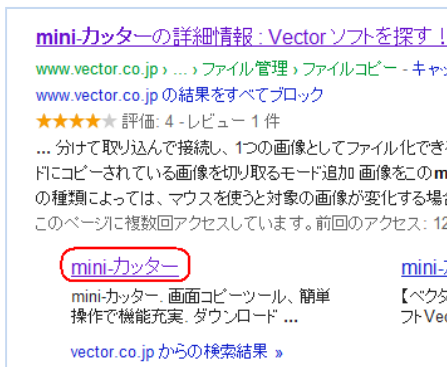 mini-カッターの詳細情報 : Vector ソフトを探す!
www.vector.co.jp › ... › ファイル管理 › ファイルコピー - キャッ
www.vector.co.jp の結果をすべてブロック
★★★★★ 評価: 4 - レビュー 1 件
... 分けて取り込んで接続し、1つの画像としてファイル化でき
ドにコピーされている画像を切り取るモード追加 画像をこのm
の種類によっては、マウスを使うと対象の画像が変化する場合
このページに複数回アクセスしています。前回のアクセス: 12
mini-カッター
mini-カッター. 画面コピーツール、簡単
操作で機能充実. ダウンロード ...
vector.co.jp からの検索結果 »
mini-
【ベクタ
フトVec